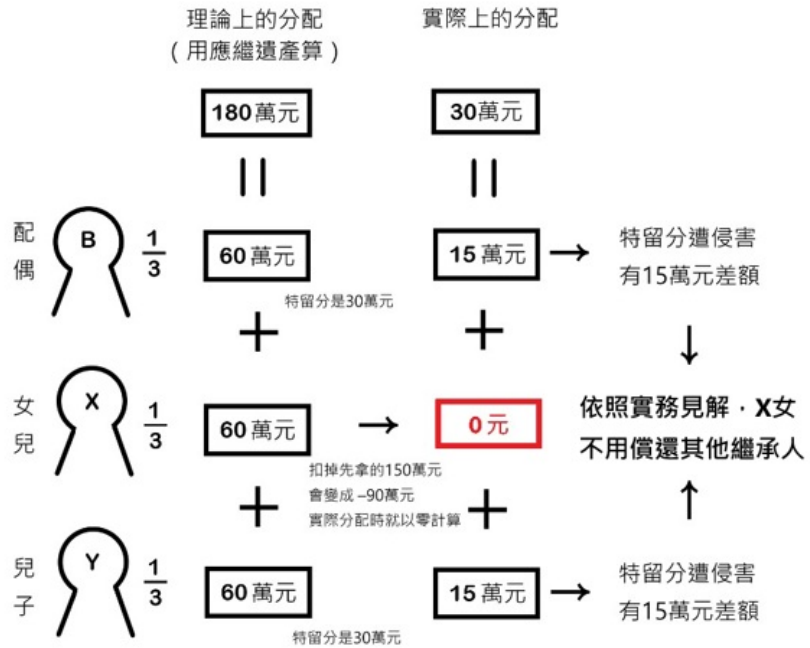 理論上的分配
(用應繼遺產算)
實際上的分配
180萬元
30萬元
配偶
B
1/3
60萬元
特留分是30萬元
15萬元
特留分遭侵害
有15萬元差額
女兒
X
1/3
60萬元
扣掉先拿的150萬元
會變成 –90萬元
實際分配時就以零計算
0元
依照實務見解,X女
不用償還其他繼承人
兒子
Y
1/3
60萬元
特留分是30萬元
15萬元
特留分遭侵害
有15萬元差額